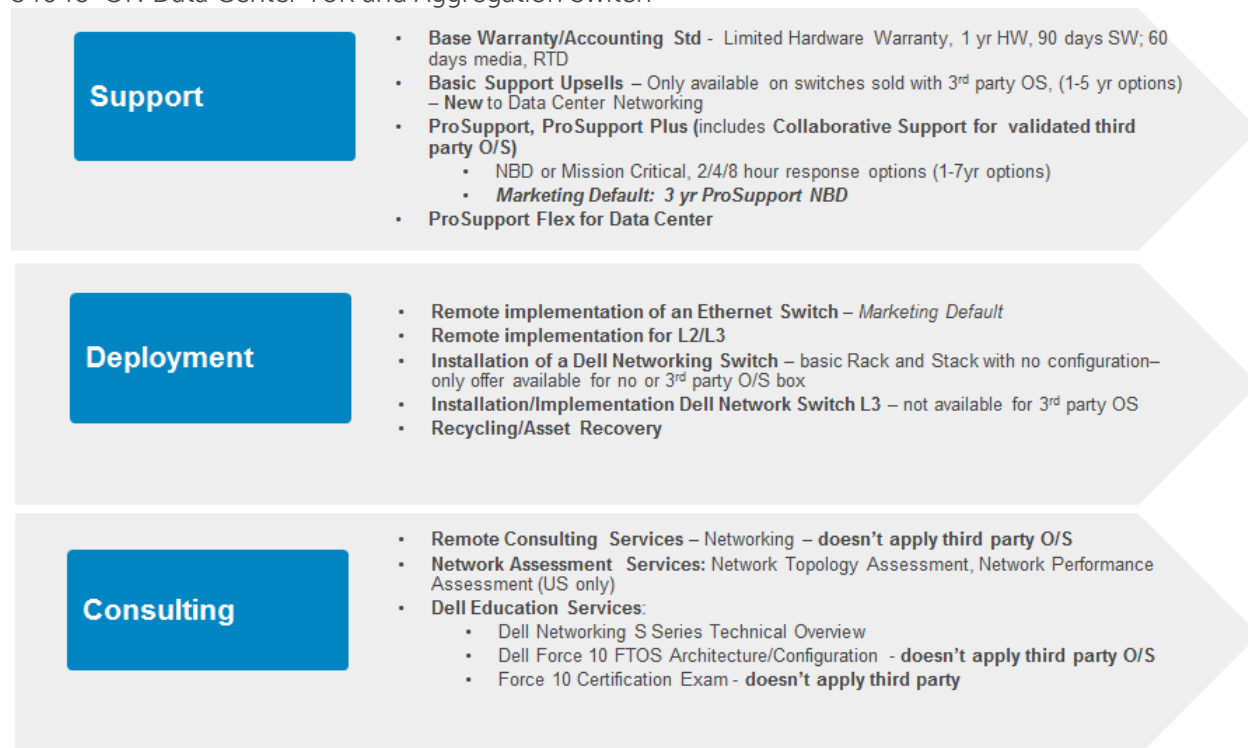 Data Center ToR and Aggregation Switch
Support
• Base Warranty/Accounting Std - Limited Hardware Warranty, 1 yr HW, 90 days SW; 60
days media, RTD
• Basic Support Upsells – Only available on switches sold with 3rd party OS, (1-5 yr options)
– New to Data Center Networking
• ProSupport, ProSupport Plus (includes Collaborative Support for validated third
party O/S)
• NBD or Mission Critical, 2/4/8 hour response options (1-7yr options)
• Marketing Default: 3 yr ProSupport NBD
• ProSupport Flex for Data Center
Deployment
• Remote implementation of an Ethernet Switch – Marketing Default
• Remote implementation for L2/L3
• Installation of a Dell Networking Switch – basic Rack and Stack with no configuration–
only offer available for no or 3rd party O/S box
• Installation/Implementation Dell Network Switch L3 – not available for 3rd party OS
• Recycling/Asset Recovery
Consulting
• Remote Consulting Services – Networking – doesn't apply third party O/S
• Network Assessment Services: Network Topology Assessment, Network Performance
Assessment (US only)
• Dell Education Services:
• Dell Networking S Series Technical Overview
• Dell Force 10 FTOS Architecture/Configuration - doesn't apply third party O/S
• Force 10 Certification Exam - doesn't apply third party